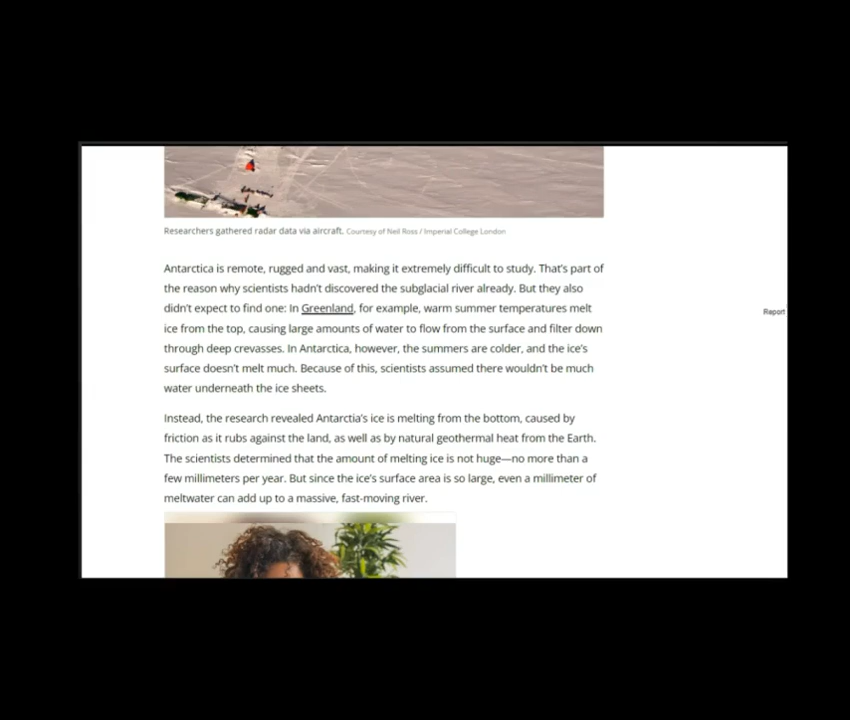 Researchers gathered radar data via aircraft. Courtesy of Neil Ross / Imperial College London
Antarctica is remote, rugged and vast, making it extremely difficult to study. That's part of
the reason why scientists hadn't discovered the subglacial river already. But they also
didn't expect to find one: In Greenland, for example, warm summer temperatures melt
Report
ice from the top, causing large amounts of water to flow from the surface and filter down
through deep crevasses. In Antarctica, however, the summers are colder, and the ice's
surface doesn't melt much. Because of this, scientists assumed there wouldn't be much
water underneath the ice sheets.
Instead, the research revealed Antarctia's ice is melting from the bottom, caused by
friction as it rubs against the land, as well as by natural geothermal heat from the Earth.
The scientists determined that the amount of melting ice is not huge—no more than a
few millimeters per year. But since the ice's surface area is so large, even a millimeter of
meltwater can add up to a massive, fast-moving river.